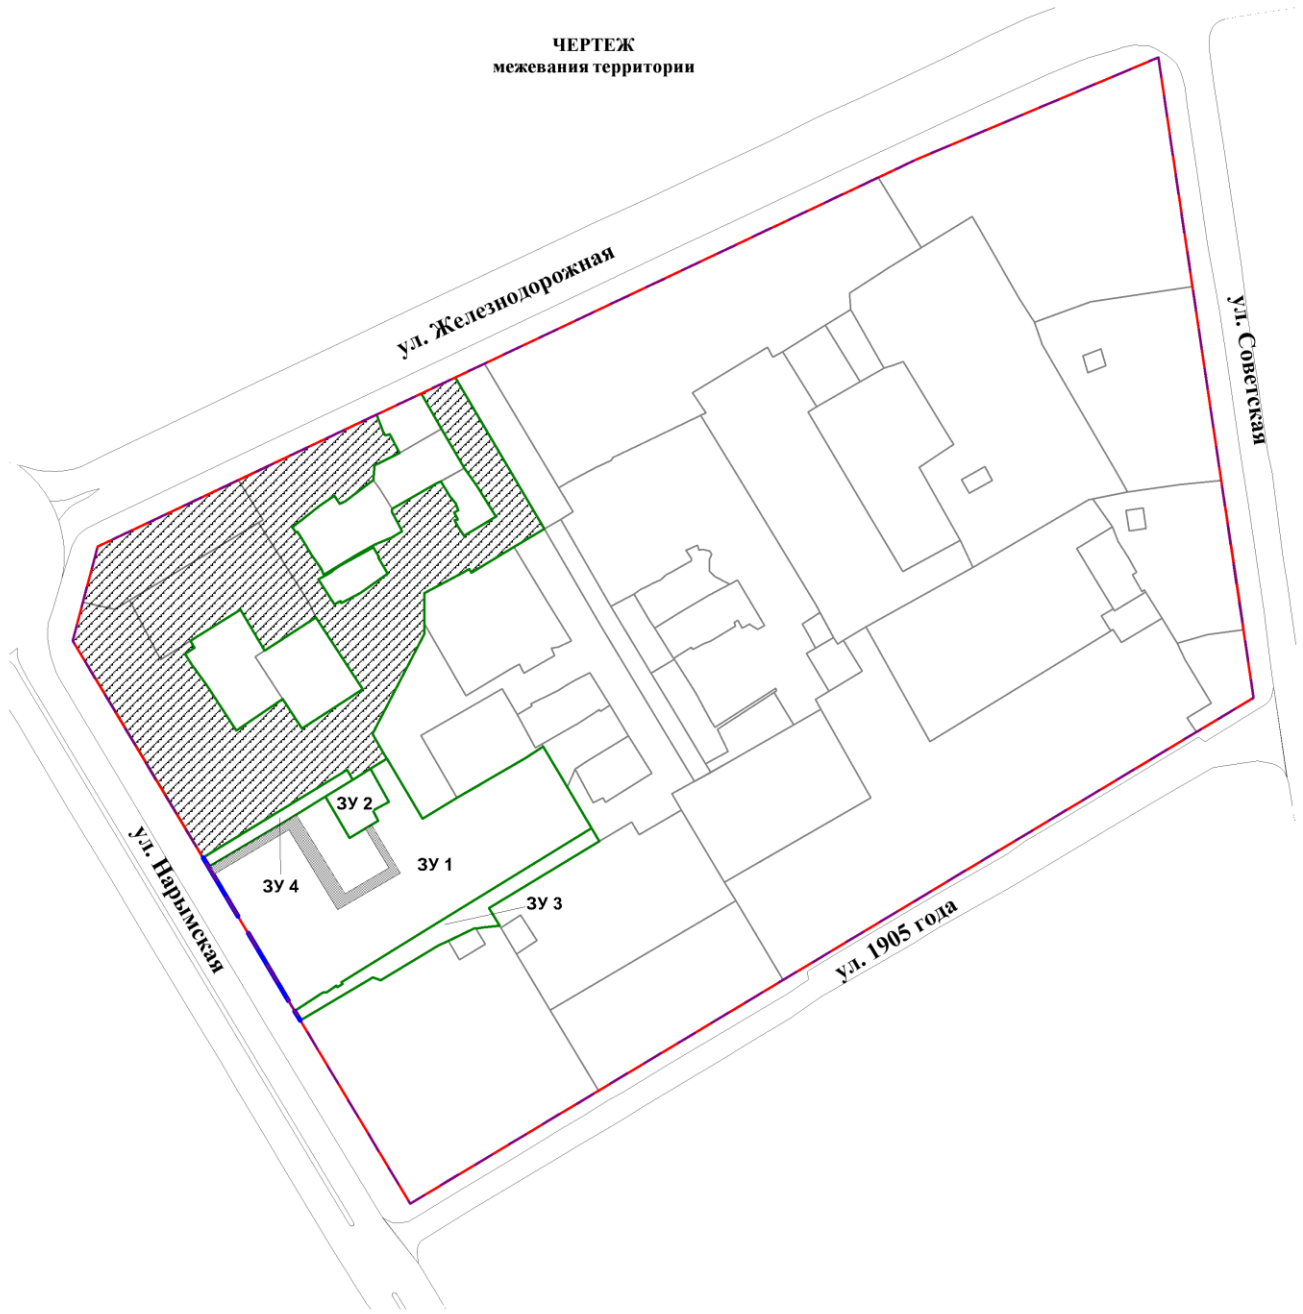 ЧЕРТЕЖ
межевания территории
ул. Железнодорожная
ул. Советская
ЗУ 2
ЗУ 1
ЗУ 4
ЗУ 3
ул. Нарымская
ул. 1905 года